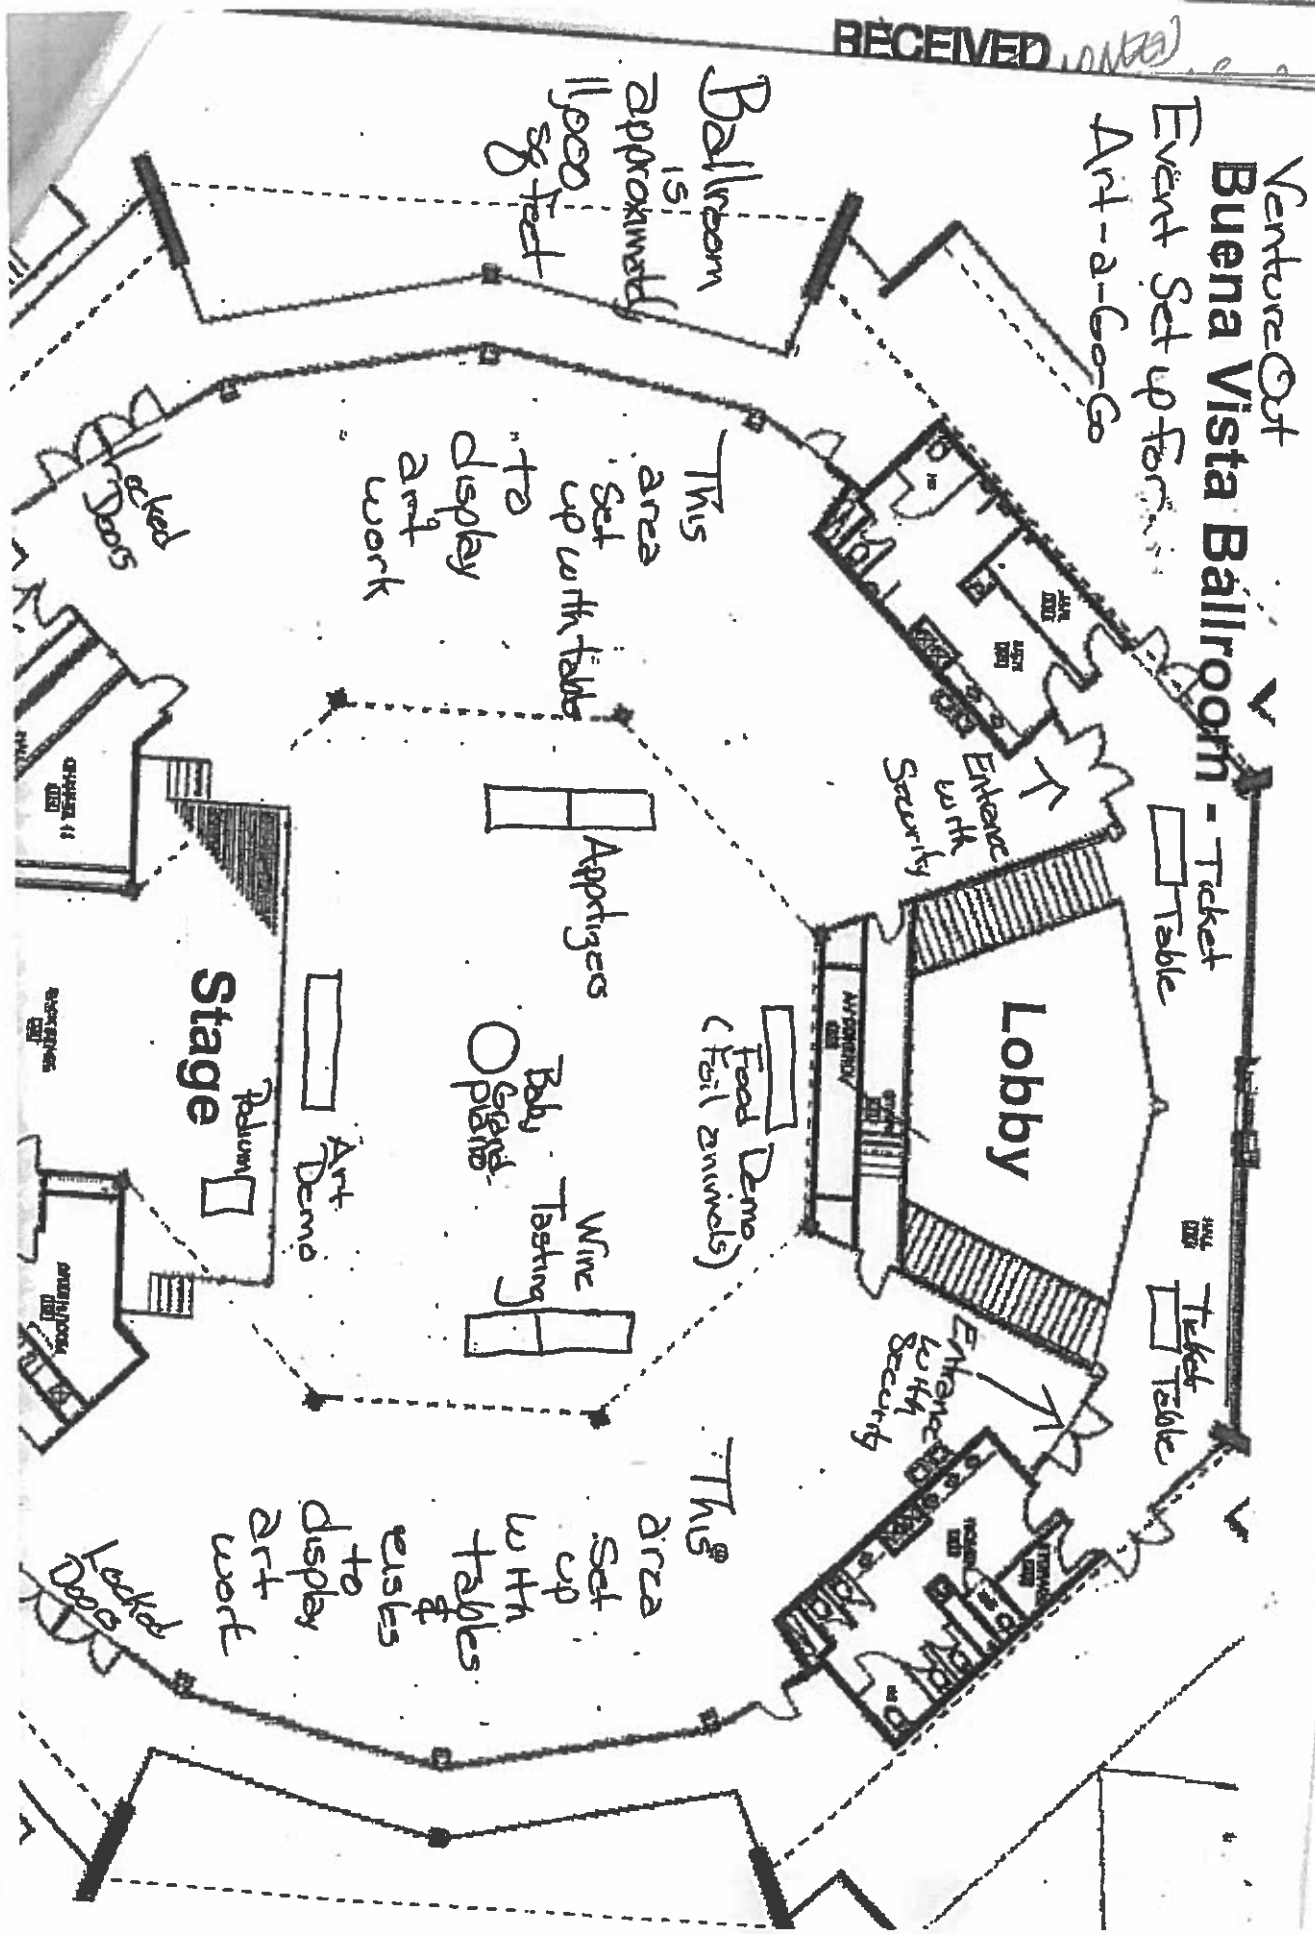 RECEIVED
Venture Out
Buena Vista Ballroom -
Event Set up for
Art-a-Go-Go
Ballroom
is
approximately
11,000
sq feet
Ticket
Table
Ticket
Table
Lobby
Entrance
with
Security
Entrance
with
Security
This
area
Set
up with tables
to
display
art
work
Locked
Doors
Appetizers
Food Demo
(foil animals)
Baby
Grand
piano
Wine
Tasting
Art
Demo
Stage
Podium
This
area
Set
up
with
tables
&
aisles
to
display
art
work
Locked
Doors
HALL